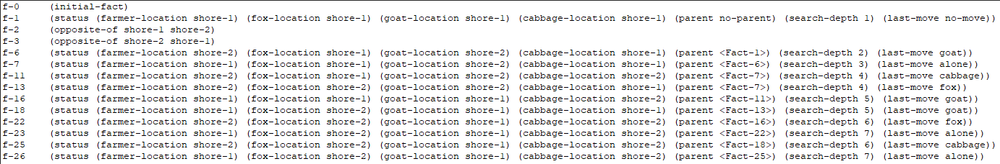 f-0     (initial-fact)
f-1     (status (farmer-location shore-1) (fox-location shore-1) (goat-location shore-1) (cabbage-location shore-1) (parent no-parent) (search-depth 1) (last-move no-move))
f-2     (opposite-of shore-1 shore-2)
f-3     (opposite-of shore-2 shore-1)
f-6     (status (farmer-location shore-2) (fox-location shore-1) (goat-location shore-2) (cabbage-location shore-1) (parent <Fact-1>) (search-depth 2) (last-move goat))
f-7     (status (farmer-location shore-1) (fox-location shore-1) (goat-location shore-2) (cabbage-location shore-1) (parent <Fact-6>) (search-depth 3) (last-move alone))
f-11    (status (farmer-location shore-2) (fox-location shore-1) (goat-location shore-2) (cabbage-location shore-2) (parent <Fact-7>) (search-depth 4) (last-move cabbage))
f-13    (status (farmer-location shore-2) (fox-location shore-2) (goat-location shore-2) (cabbage-location shore-1) (parent <Fact-7>) (search-depth 4) (last-move fox))
f-16    (status (farmer-location shore-1) (fox-location shore-1) (goat-location shore-1) (cabbage-location shore-2) (parent <Fact-11>) (search-depth 5) (last-move goat))
f-18    (status (farmer-location shore-1) (fox-location shore-2) (goat-location shore-1) (cabbage-location shore-1) (parent <Fact-13>) (search-depth 5) (last-move goat))
f-22    (status (farmer-location shore-2) (fox-location shore-2) (goat-location shore-1) (cabbage-location shore-2) (parent <Fact-16>) (search-depth 6) (last-move fox))
f-23    (status (farmer-location shore-1) (fox-location shore-2) (goat-location shore-1) (cabbage-location shore-2) (parent <Fact-22>) (search-depth 7) (last-move alone))
f-25    (status (farmer-location shore-2) (fox-location shore-2) (goat-location shore-1) (cabbage-location shore-2) (parent <Fact-18>) (search-depth 6) (last-move cabbage))
f-26    (status (farmer-location shore-1) (fox-location shore-2) (goat-location shore-1) (cabbage-location shore-2) (parent <Fact-25>) (search-depth 7) (last-move alone))